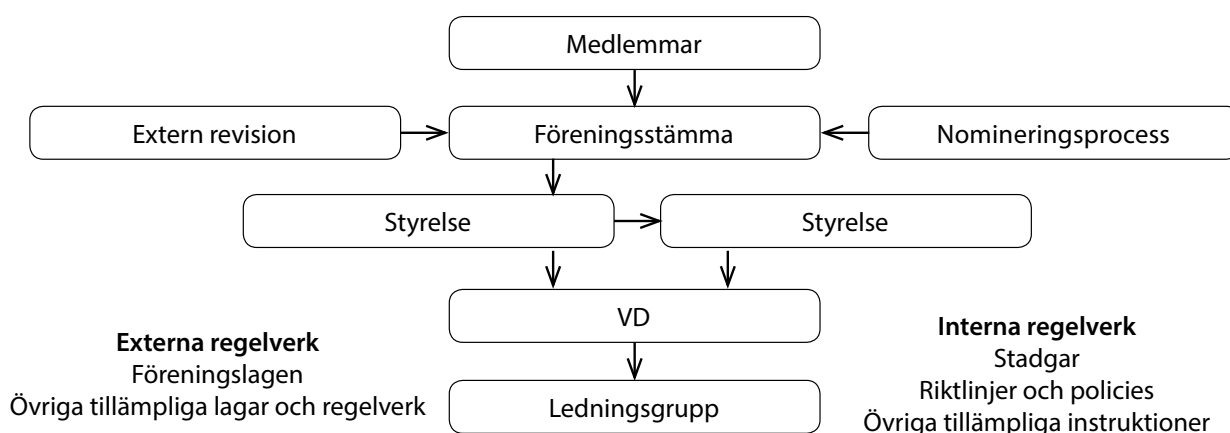 Medlemmar
Extern revision
Föreningsstämma
Nomineringsprocess
Styrelse
Styrelse
VD
Externa regelverk
Föreningslagen
Övriga tillämpliga lagar och regelverk
Ledningsgrupp
Interna regelverk
Stadgar
Riktlinjer och policies
Övriga tillämpliga instruktioner